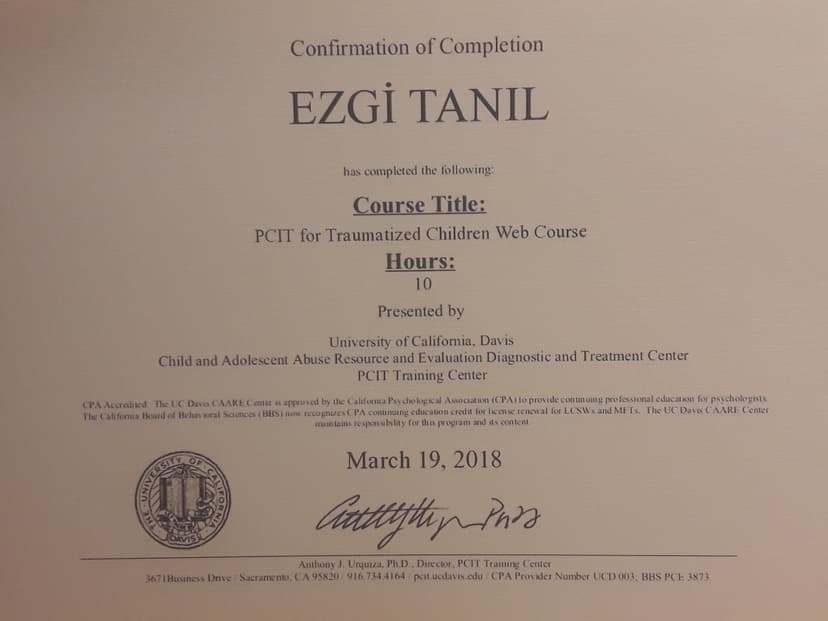 Confirmation of Completion
EZGİ TANIL
has completed the following:
Course Title:
PCIT for Traumatized Children Web Course
Hours:
10
Presented by
University of California, Davis
Child and Adolescent Abuse Resource and Evaluation Diagnostic and Treatment Center
PCIT Training Center
CPA Accredited. The UC Davis CAARE Center is approved by the California Psychological Association (CPA) to provide continuing professional education for psychologists.
The California Board of Behavioral Sciences (BBS) now recognizes CPA continuing education credit for license renewal for LCSWs and MFTs. The UC Davis CAARE Center
maintains responsibility for this program and its content.
March 19, 2018
THE UNIVERSITY OF CALIFORNIA
DAVIS
Anthony J. Urquiza, Ph.D., Director, PCIT Training Center
3671Business Drive / Sacramento, CA 95820 / 916.734.4164 / pcit.ucdavis.edu / CPA Provider Number UCD 003; BBS PCE 3873